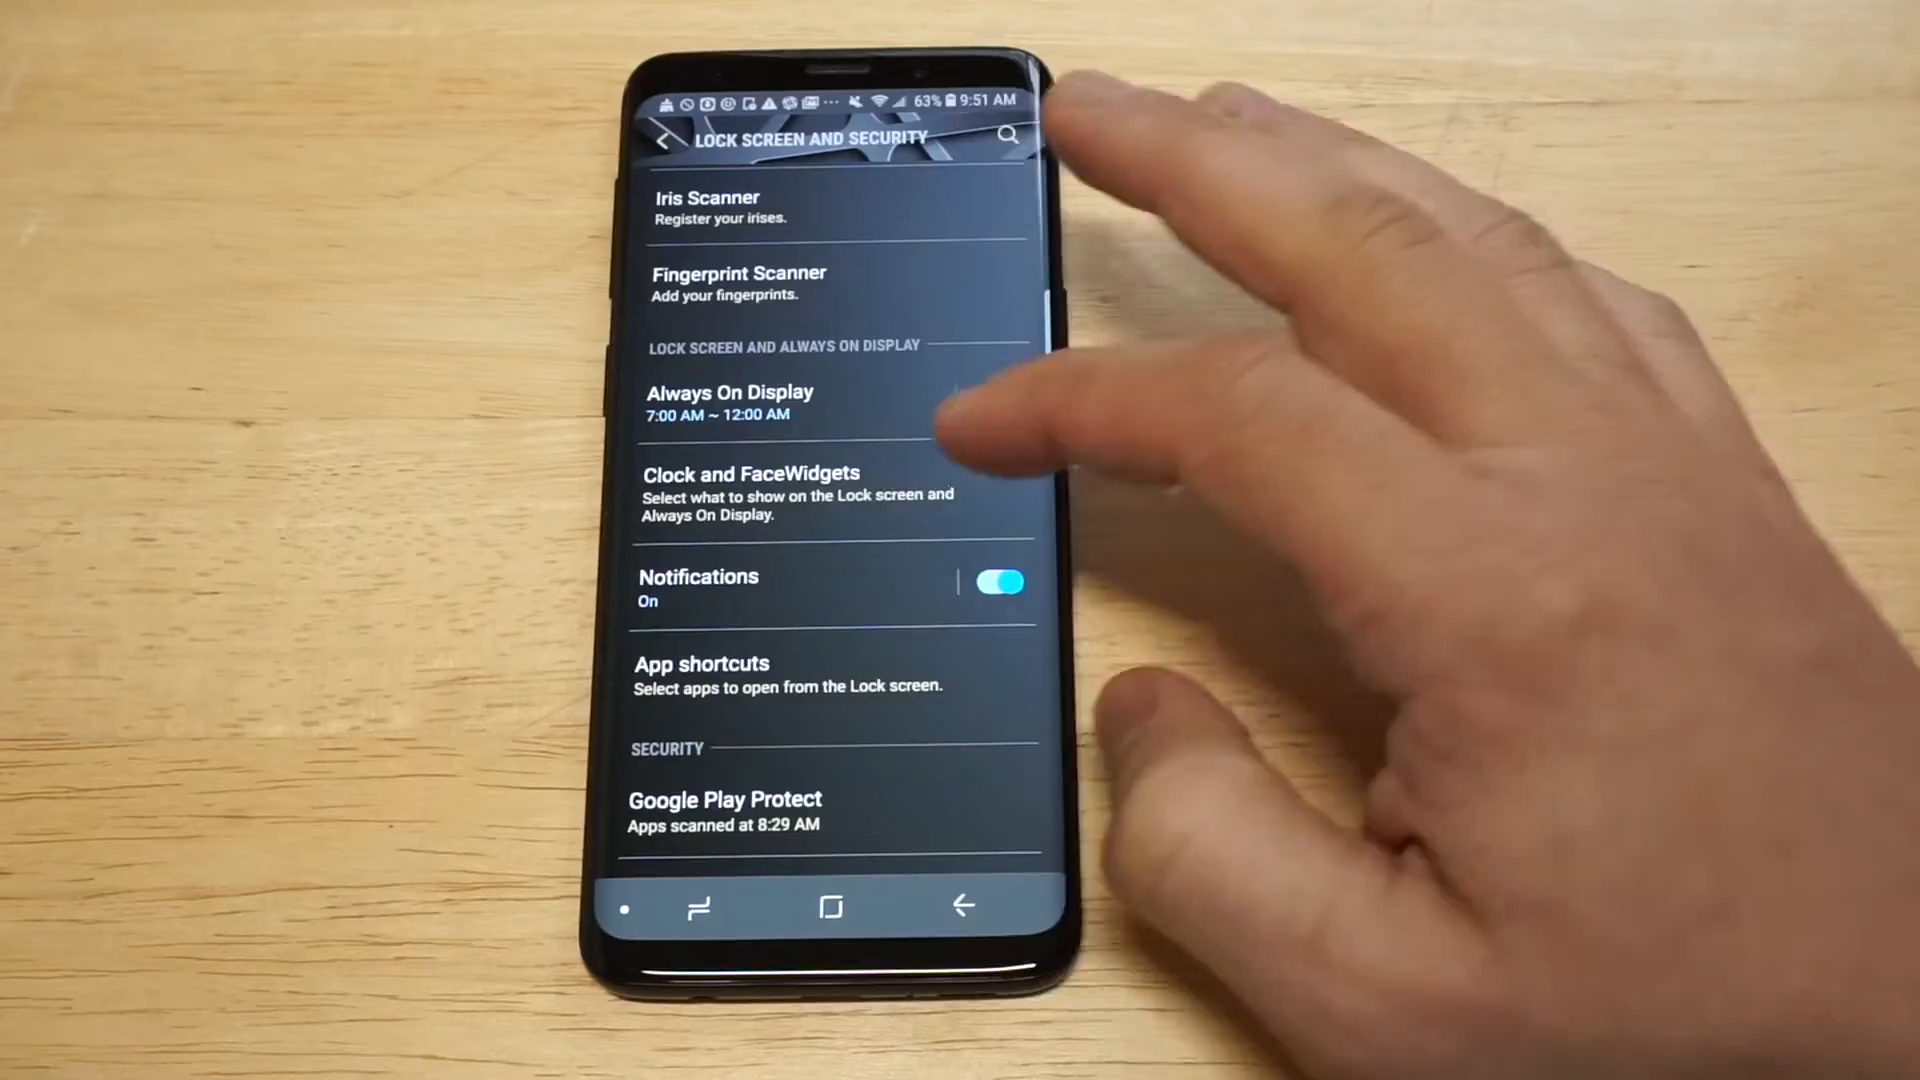 63% 9:51 AM
LOCK SCREEN AND SECURITY
Iris Scanner
Register your irises.
Fingerprint Scanner
Add your fingerprints.
LOCK SCREEN AND ALWAYS ON DISPLAY
Always On Display
7:00 AM ~ 12:00 AM
Clock and FaceWidgets
Select what to show on the Lock screen and
Always On Display.
Notifications
On
App shortcuts
Select apps to open from the Lock screen.
SECURITY
Google Play Protect
Apps scanned at 8:29 AM